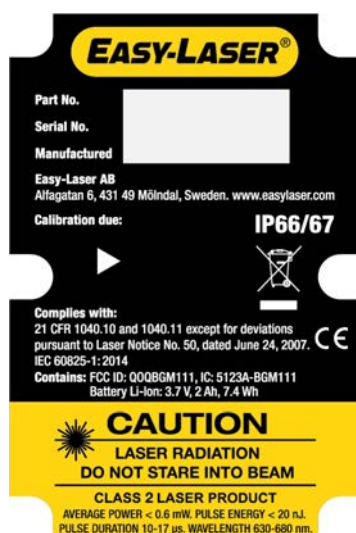 EASY-LASER®
Part No.
Serial No.
Manufactured
Easy-Laser AB
Alfagatan 6, 431 49 Mölndal, Sweden. www.easylaser.com
Calibration due:
IP66/67
Complies with:
21 CFR 1040.10 and 1040.11 except for deviations
pursuant to Laser Notice No. 50, dated June 24, 2007.
CE
IEC 60825-1: 2014
Contains: FCC ID: QOQBGM111, IC: 5123A-BGM111
Battery Li-Ion: 3.7 V, 2 Ah, 7.4 Wh
CAUTION
LASER RADIATION
DO NOT STARE INTO BEAM
CLASS 2 LASER PRODUCT
AVERAGE POWER < 0.6 mW. PULSE ENERGY < 20 nJ.
PULSE DURATION 10-17 µs. WAVELENGTH 630-680 nm.